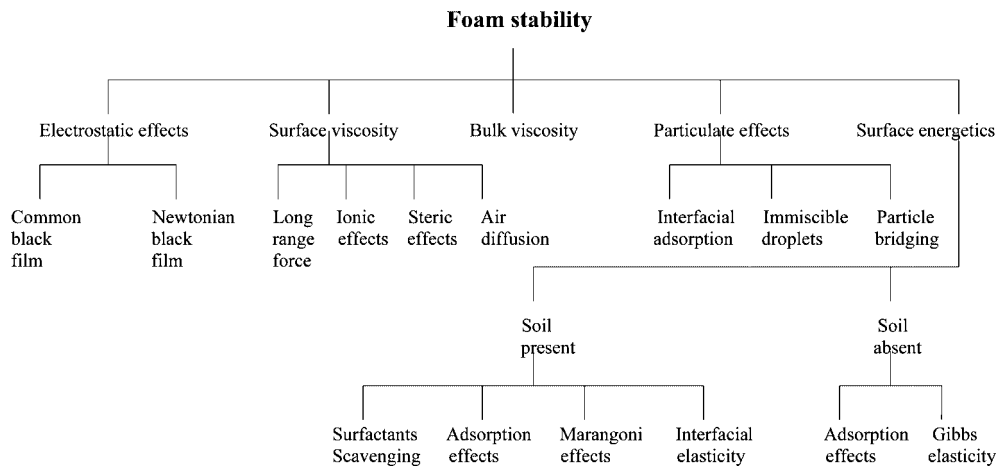 Foam stability
Electrostatic effects
Surface viscosity
Bulk viscosity
Particulate effects
Surface energetics
Common
black
film
Newtonian
black
film
Long
range
force
Ionic
effects
Steric
effects
Air
diffusion
Interfacial
adsorption
Immiscible
droplets
Particle
bridging
Soil
present
Soil
absent
Surfactants
Scavenging
Adsorption
effects
Marangoni
effects
Interfacial
elasticity
Adsorption
effects
Gibbs
elasticity